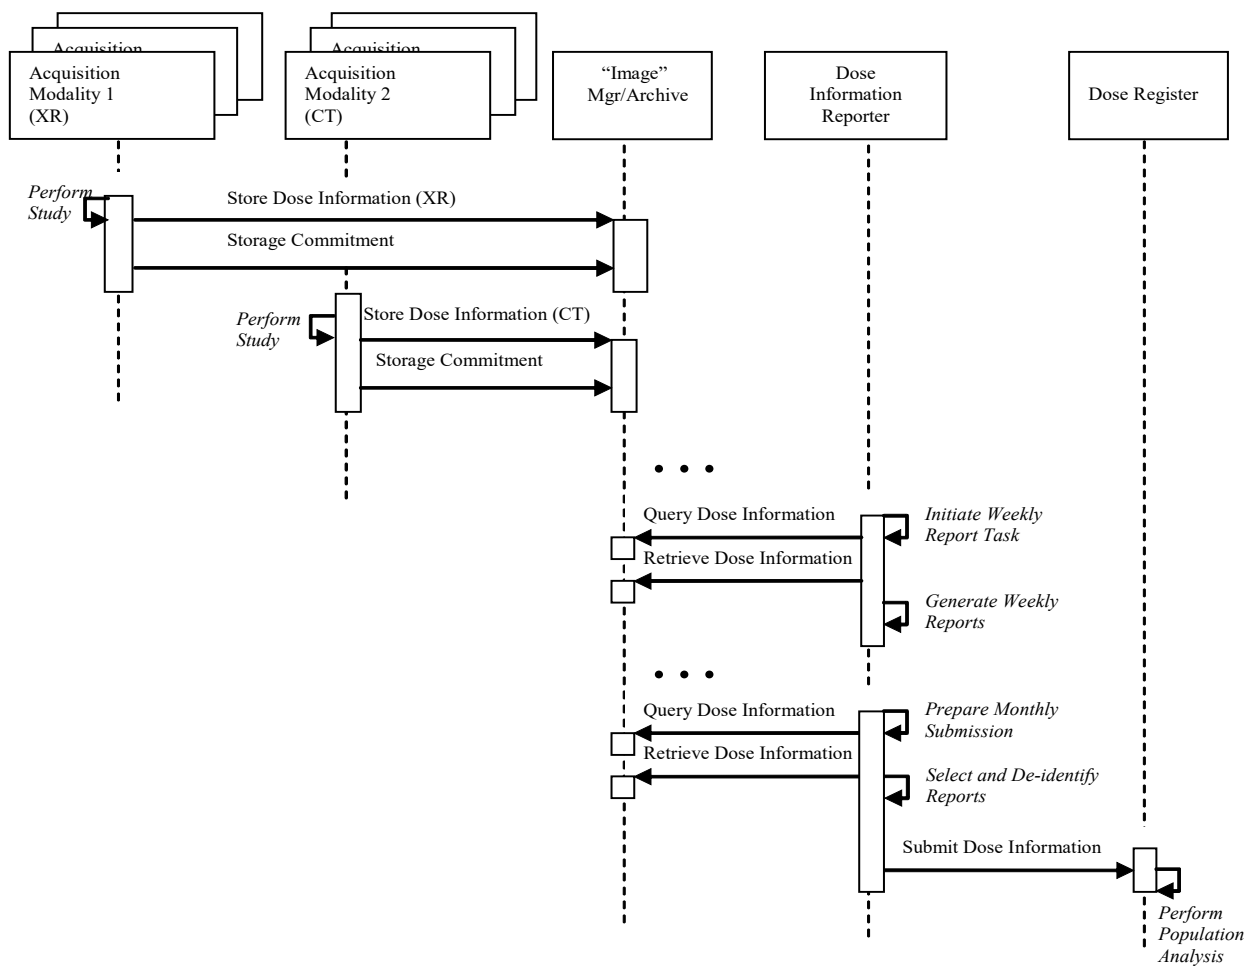 Acquisition
Acquisition
Acquisition
Modality 1
(XR)
Acquisition
Modality 2
(CT)
“Image”
Mgr/Archive
Dose
Information
Reporter
Dose Register
Perform
Study
Store Dose Information (XR)
Storage Commitment
Perform
Study
Store Dose Information (CT)
Storage Commitment
• • •
Query Dose Information
Initiate Weekly
Report Task
Retrieve Dose Information
Generate Weekly
Reports
• • •
Query Dose Information
Prepare Monthly
Submission
Retrieve Dose Information
Select and De-identify
Reports
Submit Dose Information
Perform
Population
Analysis